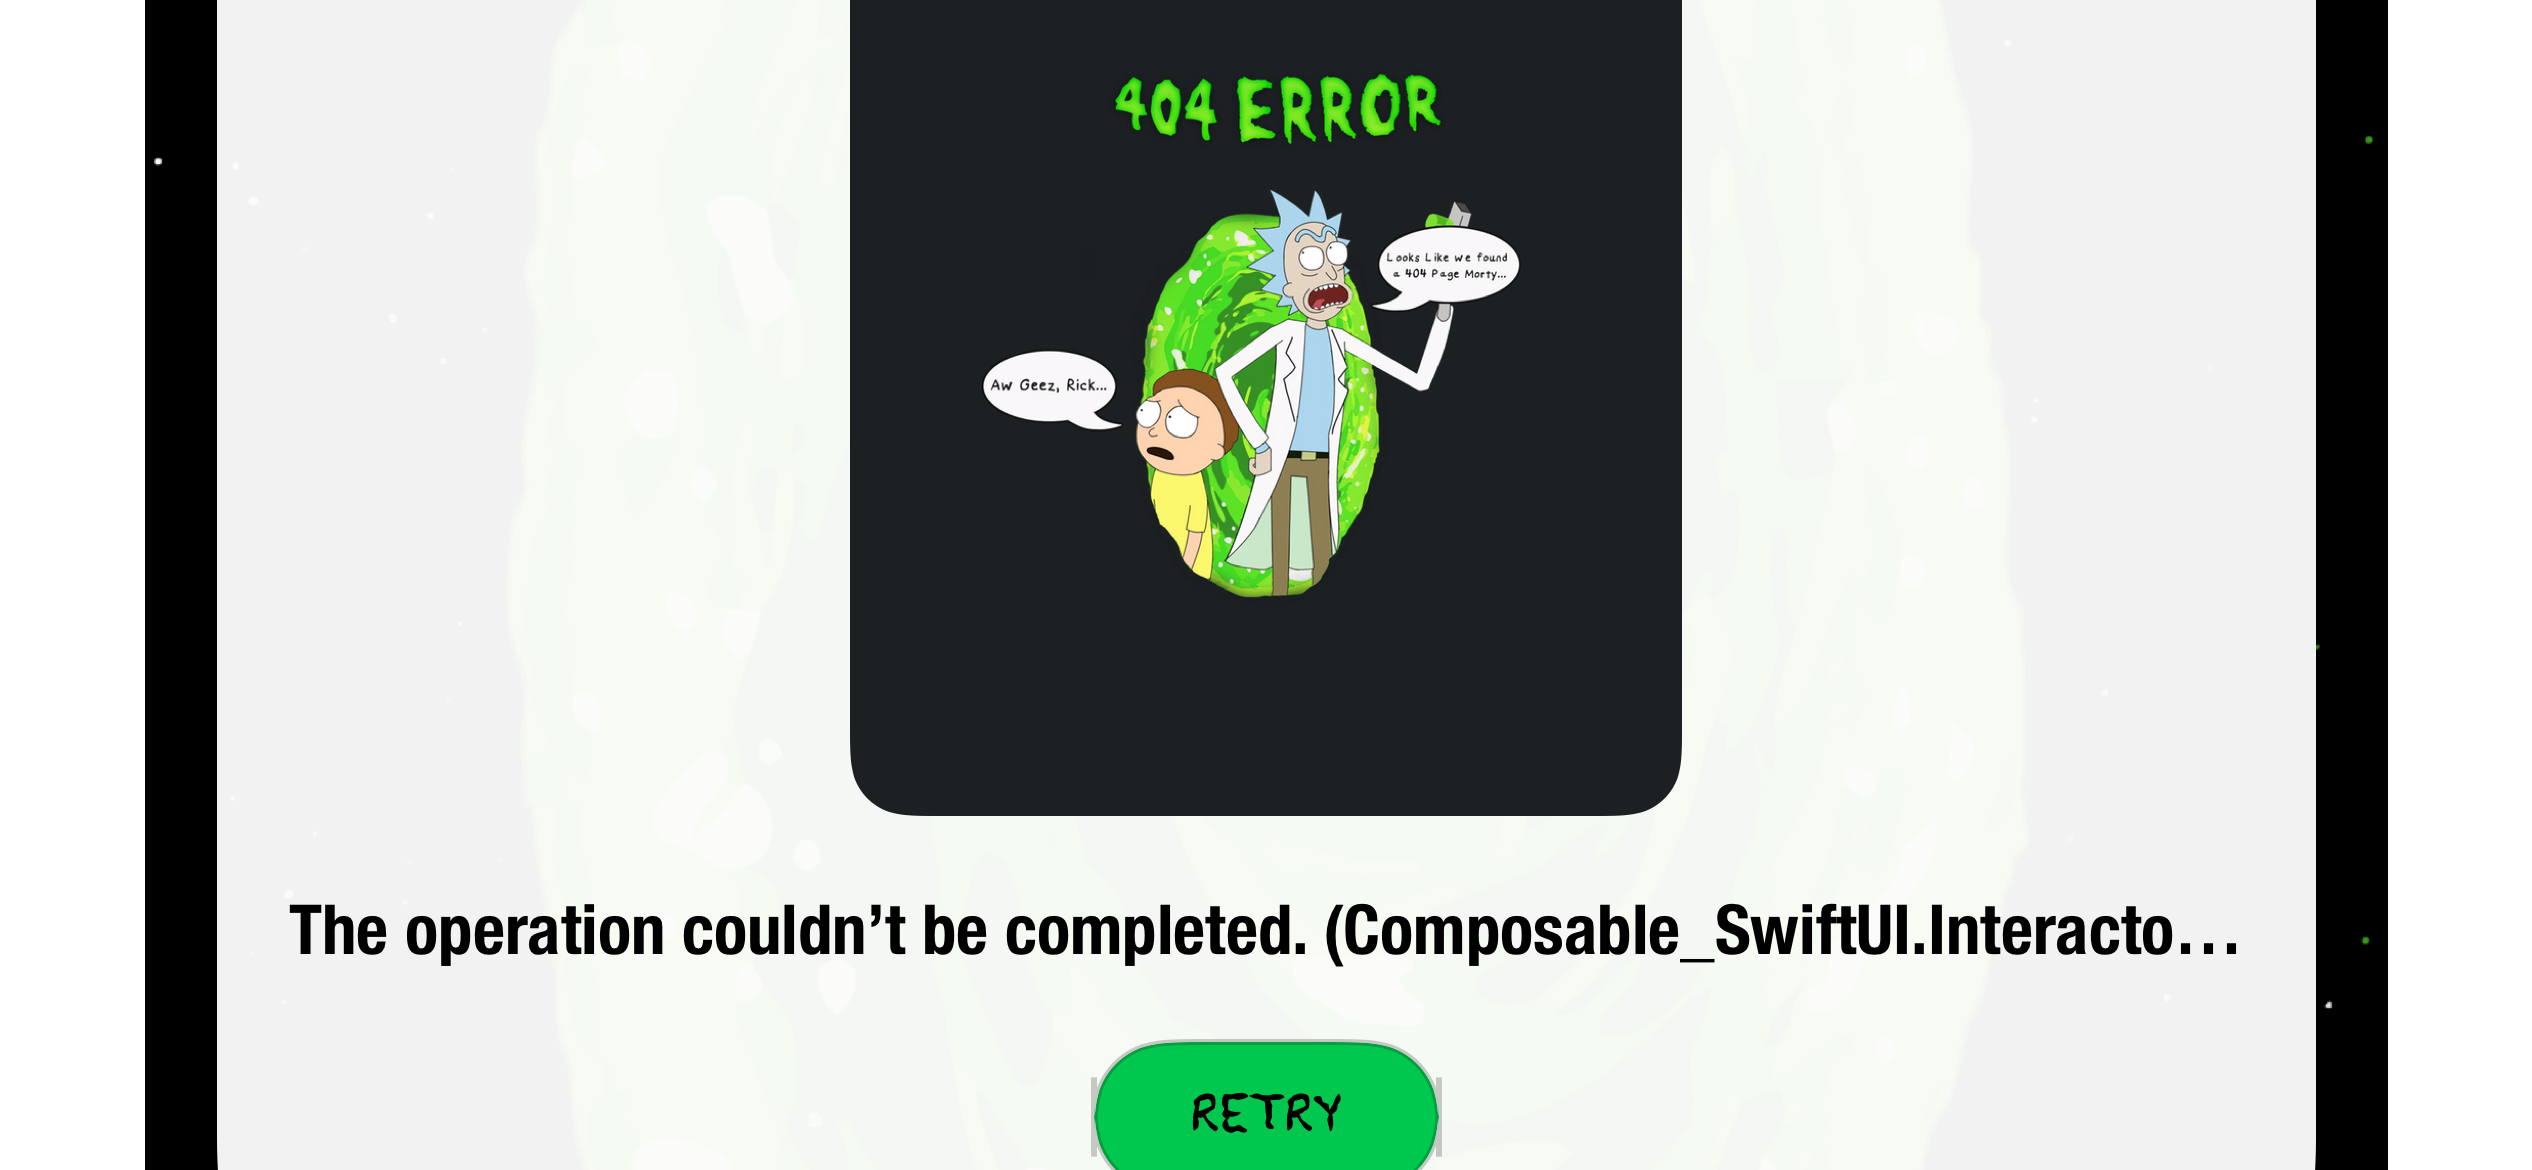 404 ERROR
Looks Like we found
a 404 Page Morty...
Aw Geez, Rick...
The operation couldn’t be completed. (Composable_SwiftUI.Interacto…
RETRY